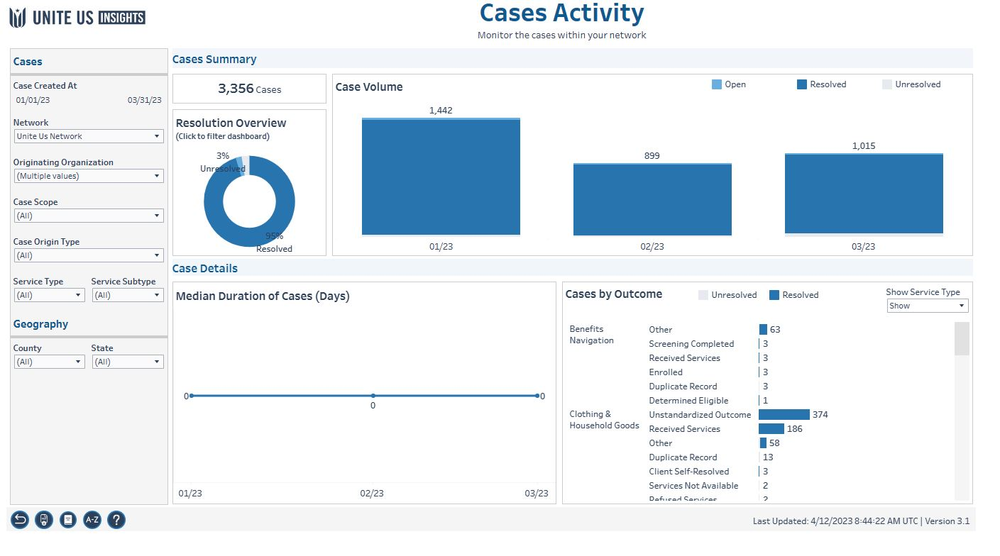 UNITE US INSIGHTS
Cases Activity
Monitor the cases within your network
Cases
Case Created At
01/01/23 03/31/23
Network
Unite Us Network
Originating Organization
(Multiple values)
Case Scope
(All)
Case Origin Type
(All)
Service Type Service Subtype
(All) (All)
Geography
County State
(All) (All)
Cases Summary
3,356 Cases
Resolution Overview
(Click to filter dashboard)
3%
Unresolved
95%
Resolved
Case Volume
Open Resolved Unresolved
1,442
899
1,015
01/23 02/23 03/23
Case Details
Median Duration of Cases (Days)
0 0 0
01/23 02/23 03/23
Cases by Outcome
Unresolved Resolved
Show Service Type
Show
Benefits Navigation
Other 63
Screening Completed 3
Received Services 3
Enrolled 3
Duplicate Record 3
Determined Eligible 1
Clothing & Household Goods
Unstandardized Outcome 374
Received Services 186
Other 58
Duplicate Record 13
Client Self-Resolved 3
Services Not Available 2
Refused Services 2
A-Z ?
Last Updated: 4/12/2023 8:44:22 AM UTC | Version 3.1